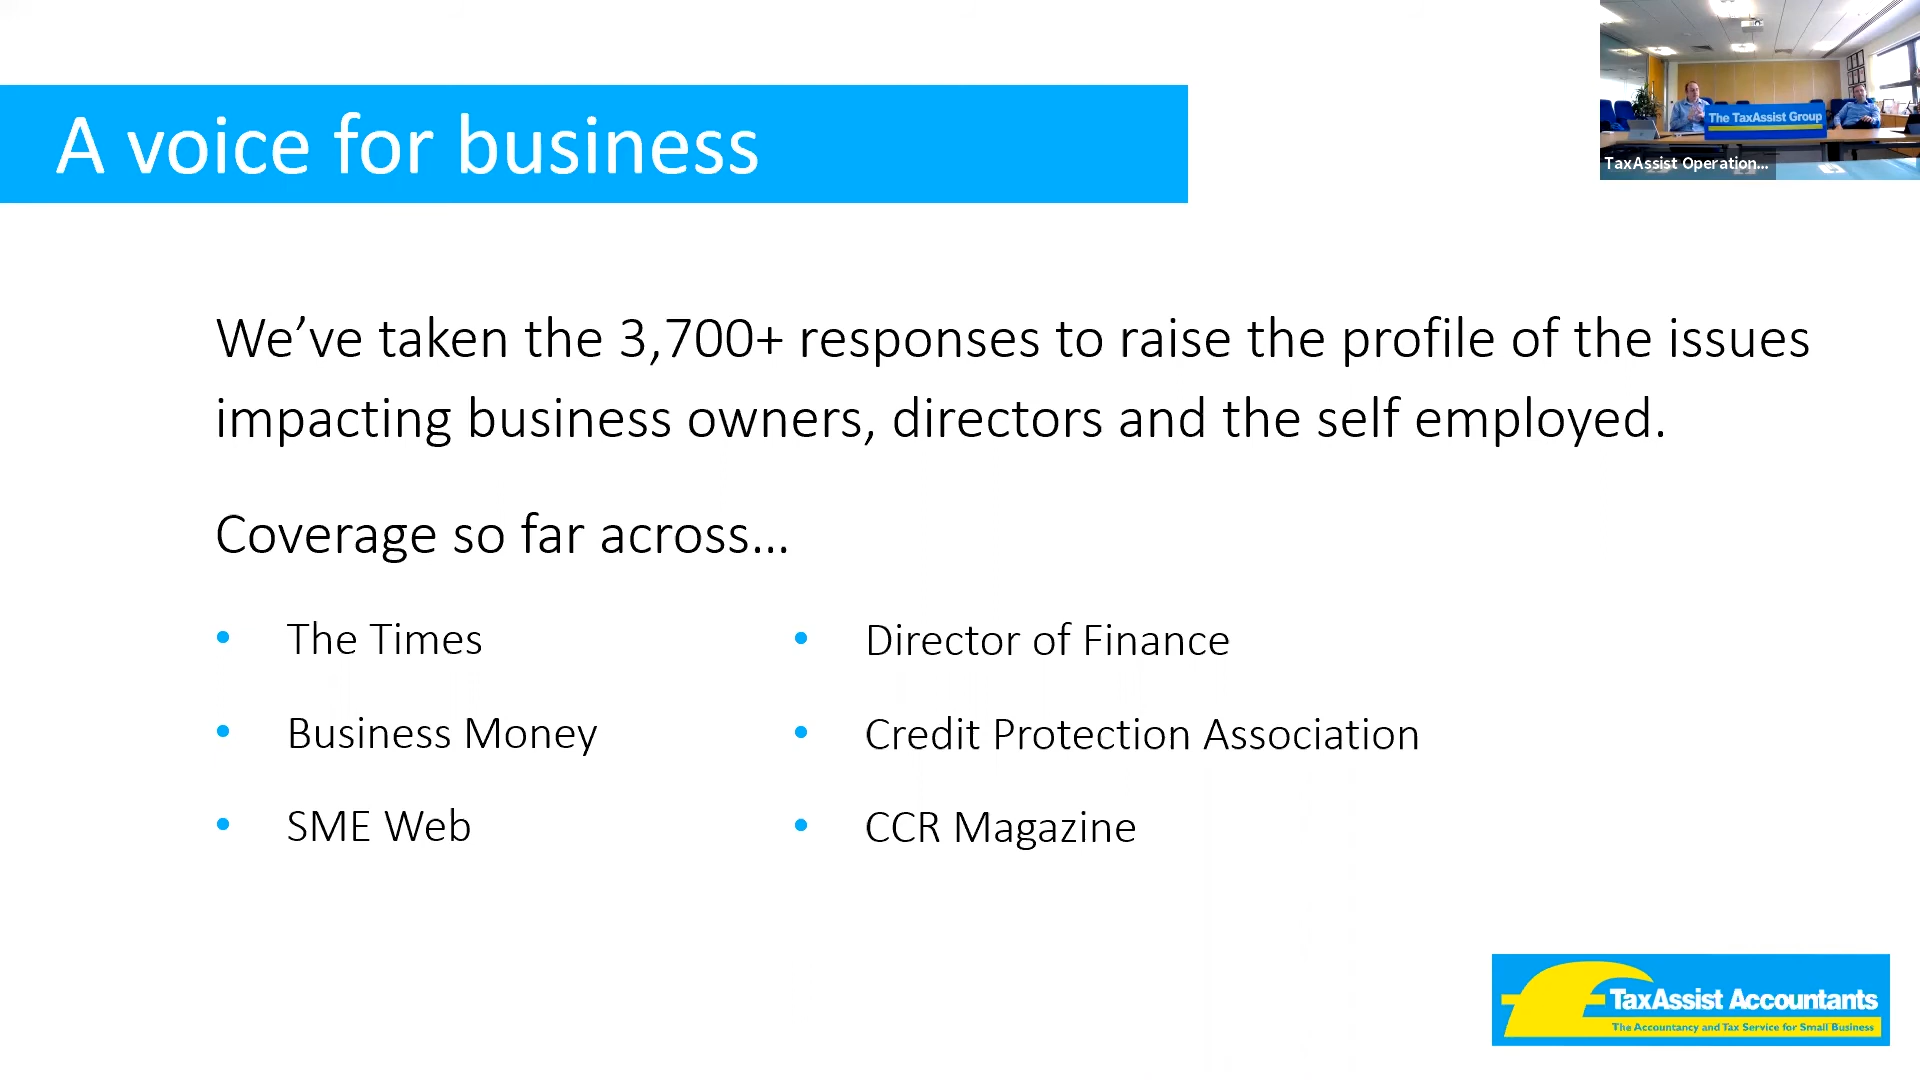 A voice for business
The TaxAssist Group
TaxAssist Operation...
We’ve taken the 3,700+ responses to raise the profile of the issues
impacting business owners, directors and the self employed.
Coverage so far across...
• The Times
• Business Money
• SME Web
• Director of Finance
• Credit Protection Association
• CCR Magazine
TaxAssist Accountants
The Accountancy and Tax Service for Small Business